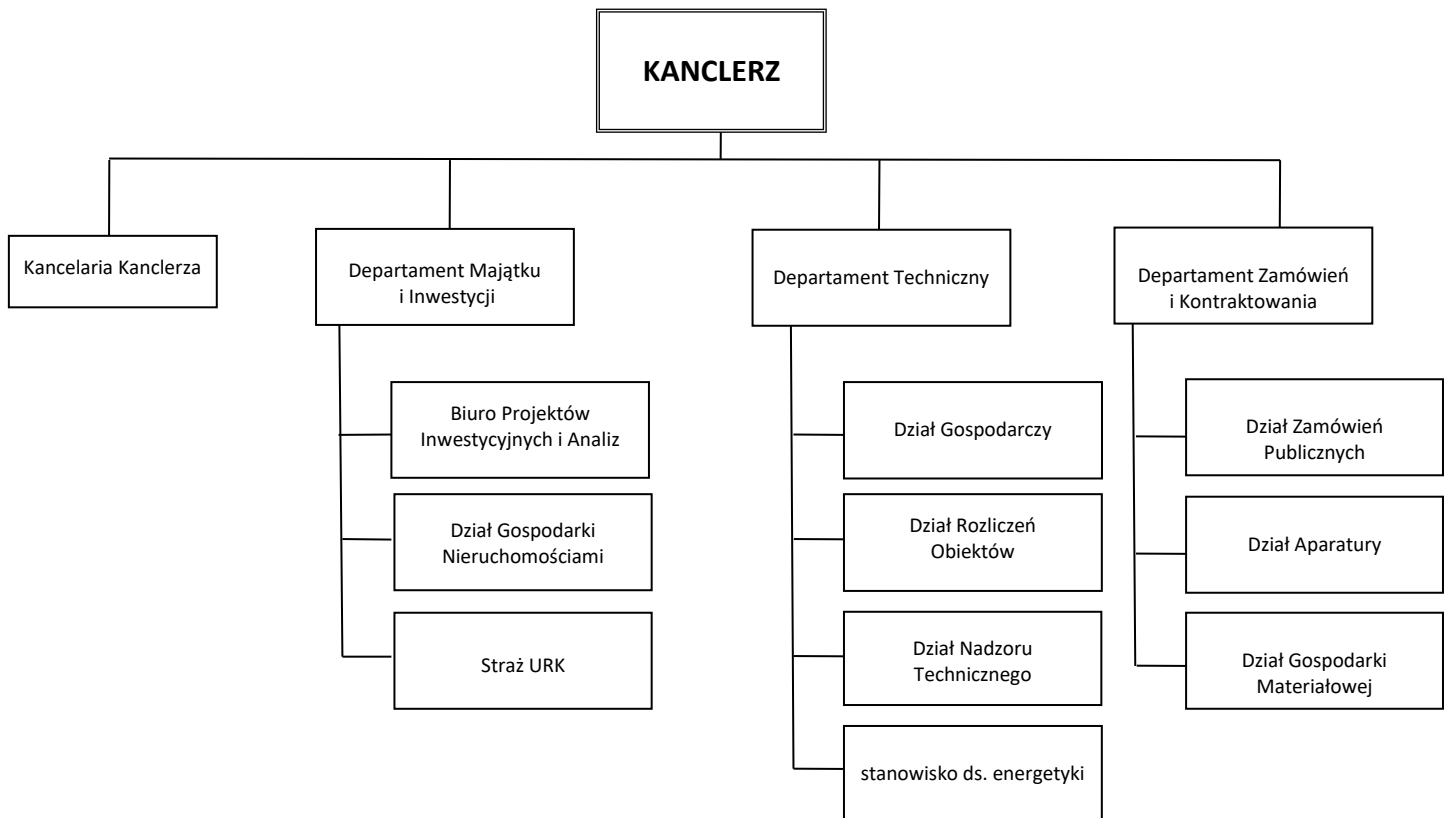 KANCLERZ
Kancelaria Kanclerza
Departament Majątku
i Inwestycji
Departament Techniczny
Departament Zamówień
i Kontraktowania
Biuro Projektów
Inwestycyjnych i Analiz
Dział Gospodarki
Nieruchomościami
Straż URK
Dział Gospodarczy
Dział Rozliczeń
Obiektów
Dział Nadzoru
Technicznego
stanowisko ds. energetyki
Dział Zamówień
Publicznych
Dział Aparatury
Dział Gospodarki
Materiałowej